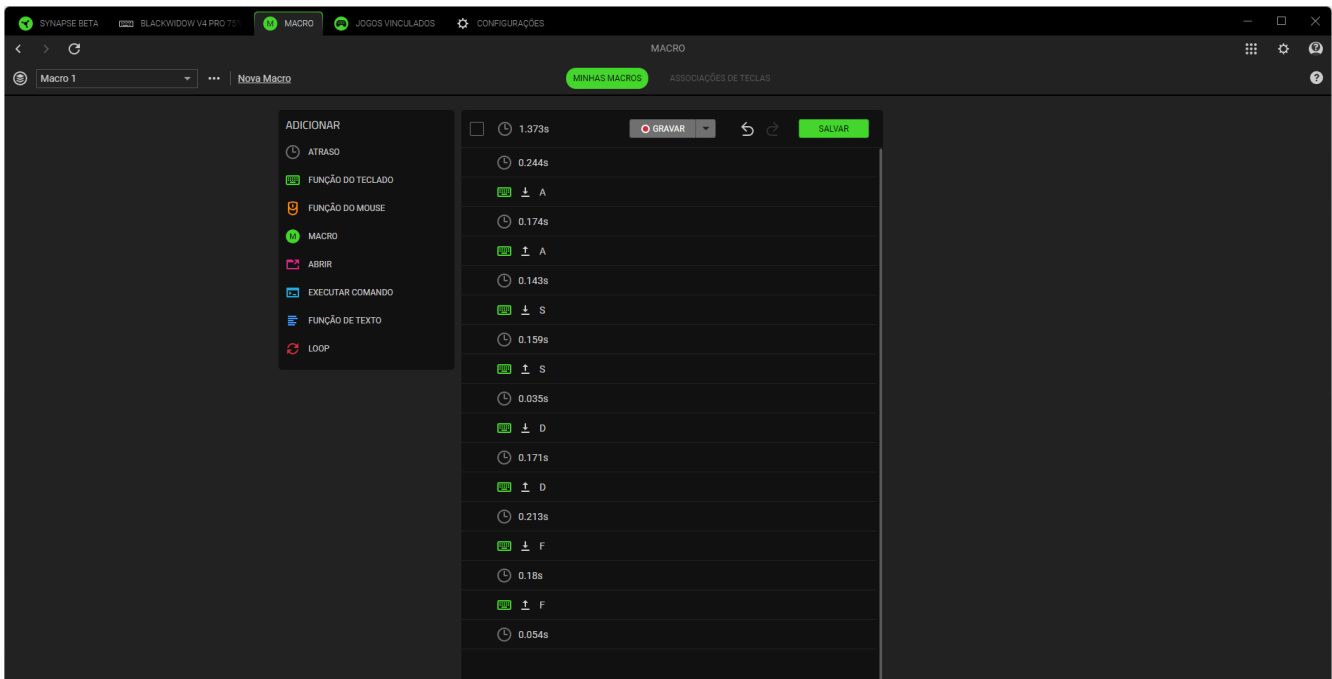 SYNAPSE BETA BLACKWIDOW V4 PRO 75% MACRO JOGOS VINCULADOS CONFIGURAÇÕES
MACRO
Macro 1 Nova Macro MINHAS MACROS ASSOCIAÇÕES DE TECLAS
ADICIONAR
ATRASO
FUNÇÃO DO TECLADO
FUNÇÃO DO MOUSE
M MACRO
ABRIR
EXECUTAR COMANDO
FUNÇÃO DE TEXTO
LOOP
1.373s GRAVAR SALVAR
0.244s
A
0.174s
A
0.143s
S
0.159s
S
0.035s
D
0.171s
D
0.213s
F
0.18s
F
0.054s